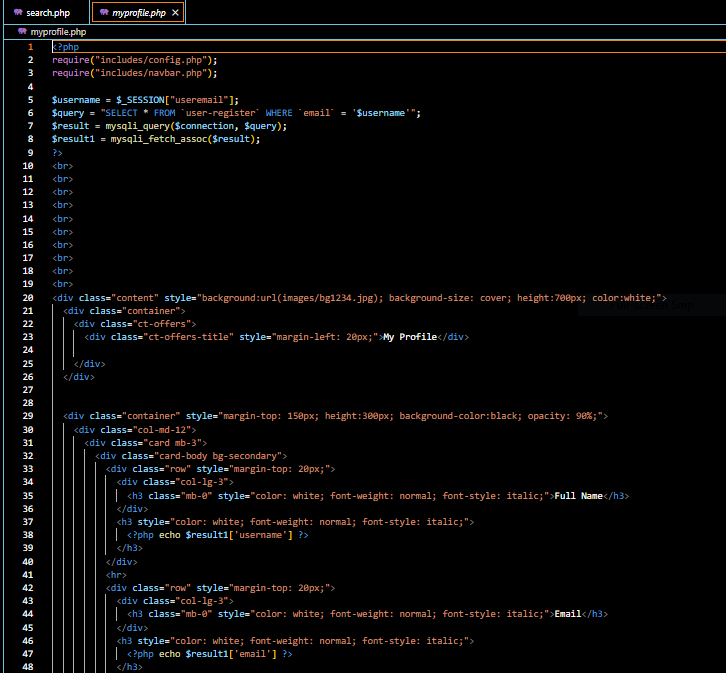 search.php myprofile.php ×
myprofile.php
1 <?php
2 require("includes/config.php");
3 require("includes/navbar.php");
4
5 $username = $_SESSION["useremail"];
6 $query = "SELECT * FROM `user-register` WHERE `email` = '$username'";
7 $result = mysqli_query($connection, $query);
8 $result1 = mysqli_fetch_assoc($result);
9 ?>
10 <br>
11 <br>
12 <br>
13 <br>
14 <br>
15 <br>
16 <br>
17 <br>
18 <br>
19 <br>
20 <div class="content" style="background:url(images/bg1234.jpg); background-size: cover; height:700px; color:white;">
21 <div class="container">
22 <div class="ct-offers">
23 <div class="ct-offers-title" style="margin-left: 20px;">My Profile</div>
24
25 </div>
26 </div>
27
28
29 <div class="container" style="margin-top: 150px; height:300px; background-color:black; opacity: 90%;">
30 <div class="col-md-12">
31 <div class="card mb-3">
32 <div class="card-body bg-secondary">
33 <div class="row" style="margin-top: 20px;">
34 <div class="col-lg-3">
35 <h3 class="mb-0" style="color: white; font-weight: normal; font-style: italic;">Full Name</h3>
36 </div>
37 <h3 style="color: white; font-weight: normal; font-style: italic;">
38 <?php echo $result1['username'] ?>
39 </h3>
40 </div>
41 <hr>
42 <div class="row" style="margin-top: 20px;">
43 <div class="col-lg-3">
44 <h3 class="mb-0" style="color: white; font-weight: normal; font-style: italic;">Email</h3>
45 </div>
46 <h3 style="color: white; font-weight: normal; font-style: italic;">
47 <?php echo $result1['email'] ?>
48 </h3>